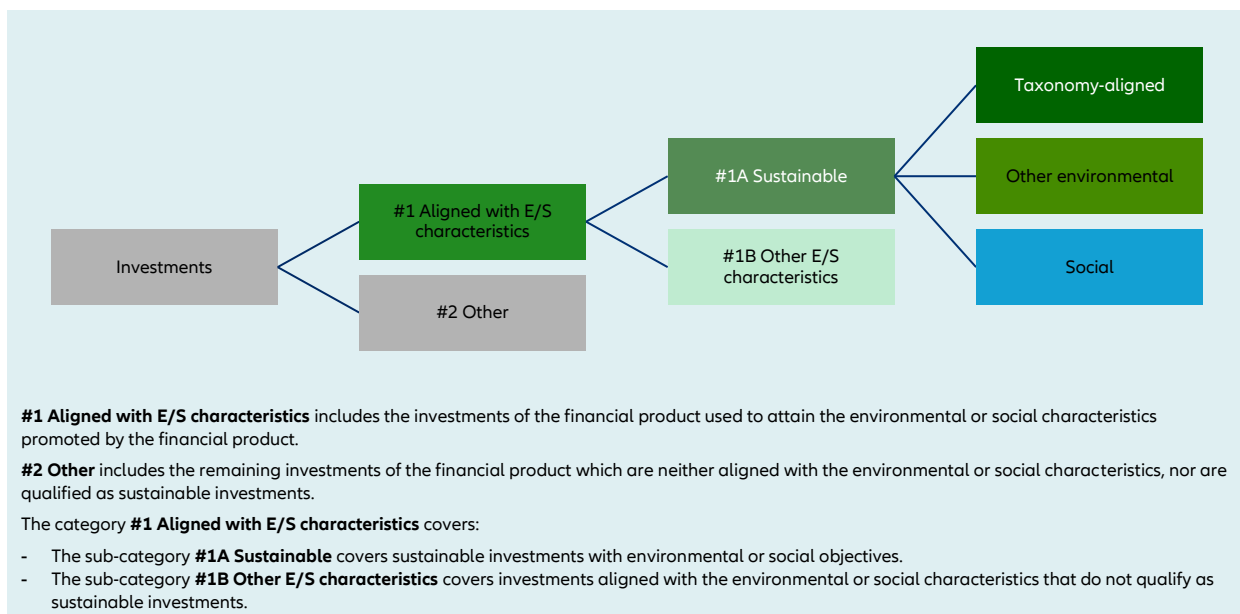 Taxonomy-aligned
#1A Sustainable
Other environmental
#1 Aligned with E/S
characteristics
Investments
#1B Other E/S
characteristics
Social
#2 Other
#1 Aligned with E/S characteristics includes the investments of the financial product used to attain the environmental or social characteristics
promoted by the financial product.
#2 Other includes the remaining investments of the financial product which are neither aligned with the environmental or social characteristics, nor are
qualified as sustainable investments.
The category #1 Aligned with E/S characteristics covers:
- The sub-category #1A Sustainable covers sustainable investments with environmental or social objectives.
- The sub-category #1B Other E/S characteristics covers investments aligned with the environmental or social characteristics that do not qualify as
sustainable investments.